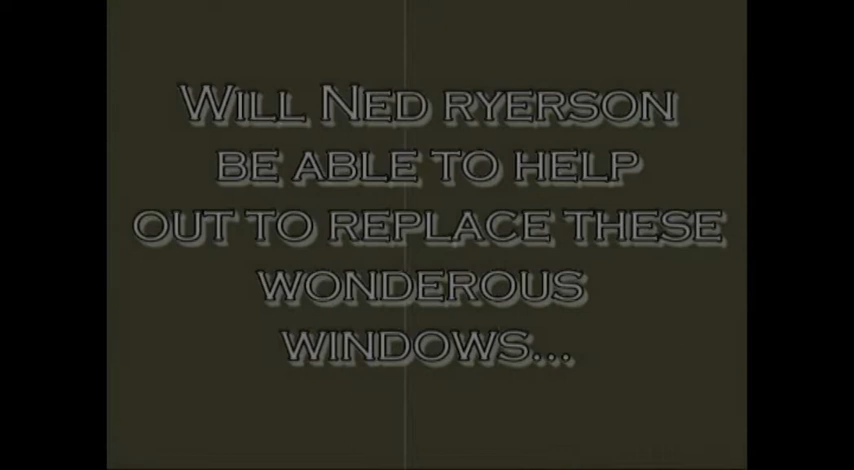 Will Ned ryerson
be able to help
out to replace these
wonderous
windows...